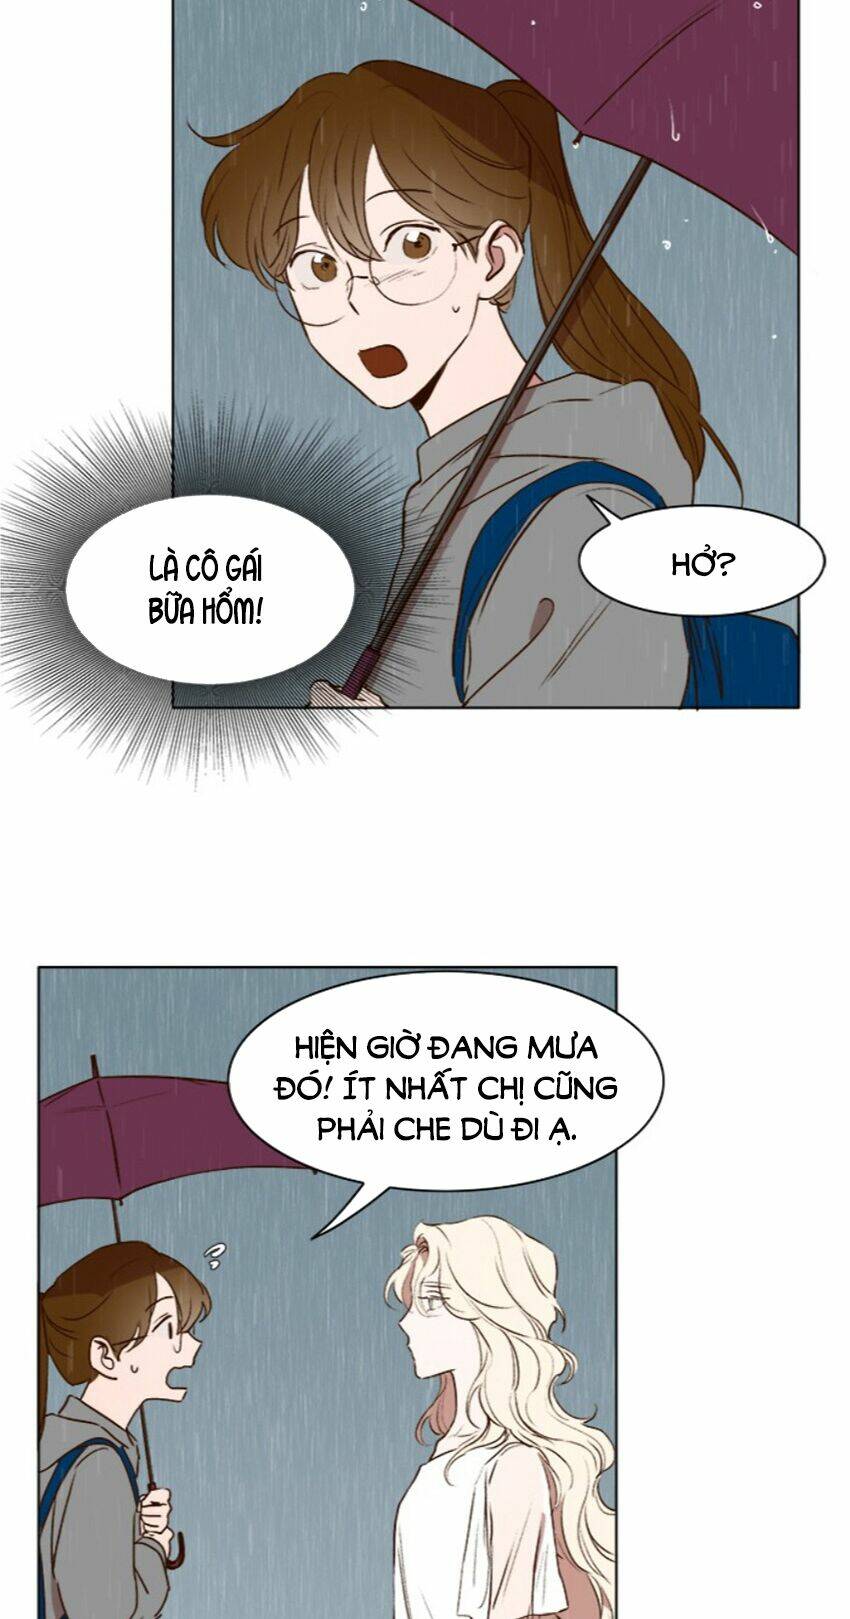 LÀ CÔ GÁI
BỮA HỔM!
HỞ?
HIỆN GIỜ ĐANG MƯA
ĐÓ! ÍT NHẤT CHỊ CŨNG
PHẢI CHE DÙ ĐI Ạ.